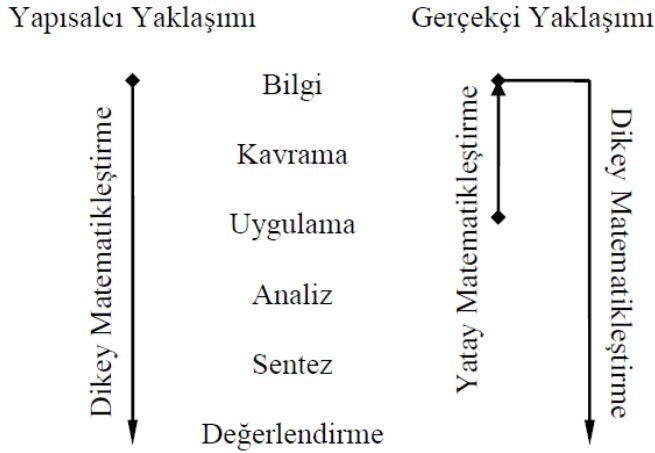 Yapısalcı Yaklaşımı
Gerçekçi Yaklaşımı
Dikey Matematikleştirme
Bilgi
Kavrama
Uygulama
Analiz
Sentez
Değerlendirme
Yatay Matematikleştirme
Dikey Matematikleştirme